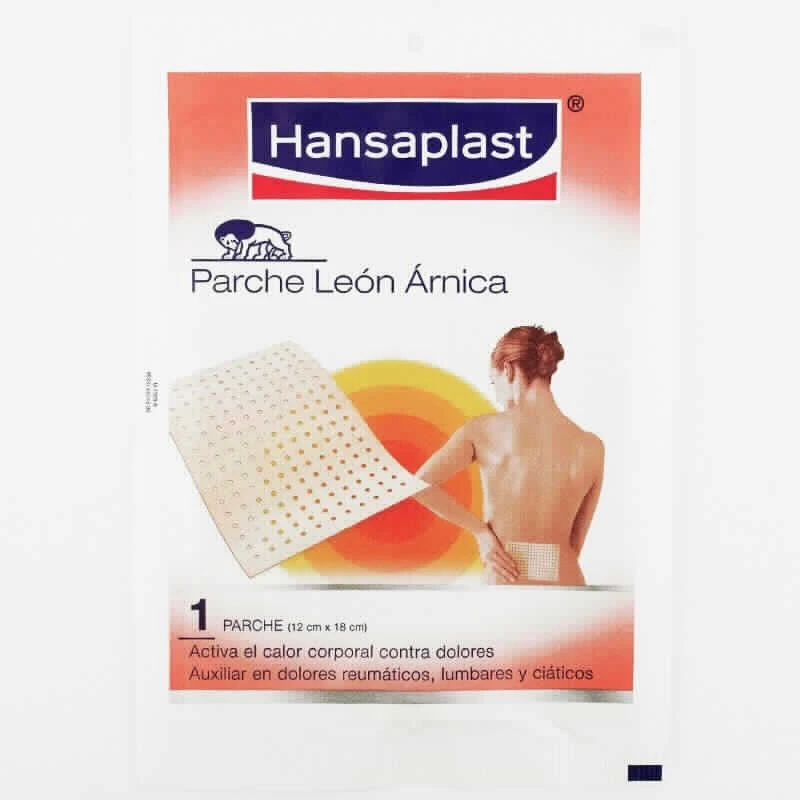 Hansaplast®
Parche León Árnica
1 PARCHE (12 cm x 18 cm)
Activa el calor corporal contra dolores
Auxiliar en dolores reumáticos, lumbares y ciáticos